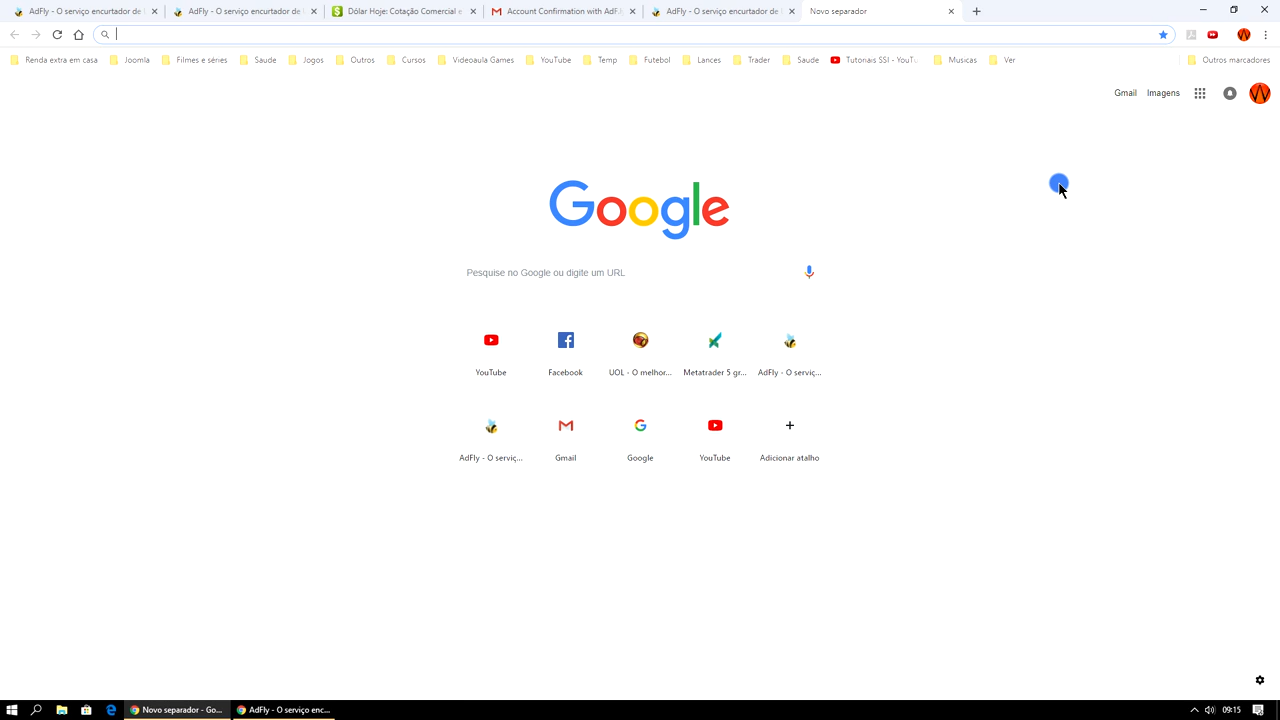 AdFly - O serviço encurtador de
AdFly - O serviço encurtador de
Dólar Hoje: Cotação Comercial e
Account Confirmation with AdF.
AdFly - O serviço encurtador de
Novo separador
Renda extra em casa
Joomla
Filmes e séries
Saude
Jogos
Outros
Cursos
Videoaula Games
YouTube
Temp
Futebol
Lances
Trader
Saude
Tutoriais SSI - YouTu
Musicas
Ver
Outros marcadores
Gmail
Imagens
Google
Pesquise no Google ou digite um URL
YouTube
Facebook
UOL - O melhor...
Metatrader 5 gr...
AdFly - O serviç...
AdFly - O serviç...
Gmail
Google
YouTube
Adicionar atalho
Novo separador - Go...
AdFly - O serviço enc...
09:15